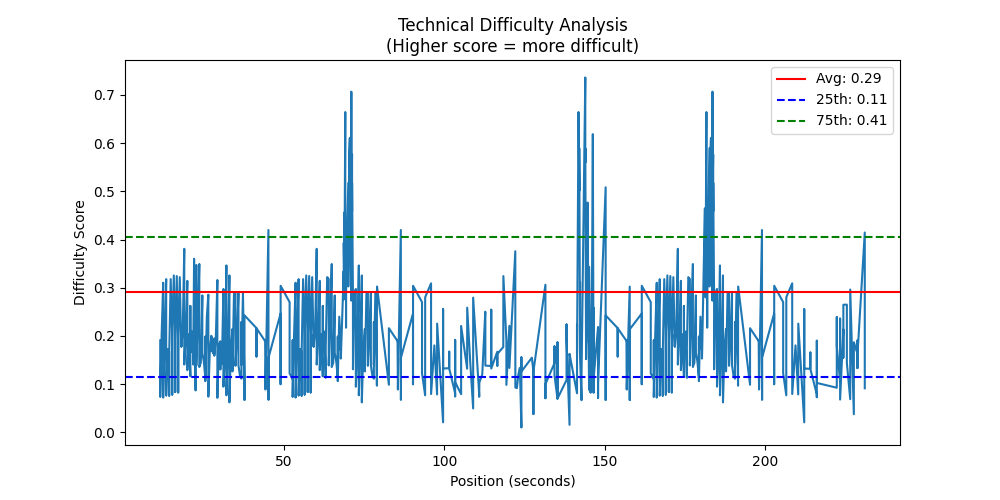 Technical Difficulty Analysis
(Higher score = more difficult)
Avg: 0.29
25th: 0.11
75th: 0.41
Difficulty Score
0.7
0.6
0.5
0.4
0.3
0.2
0.1
0.0
50
100
150
200
Position (seconds)